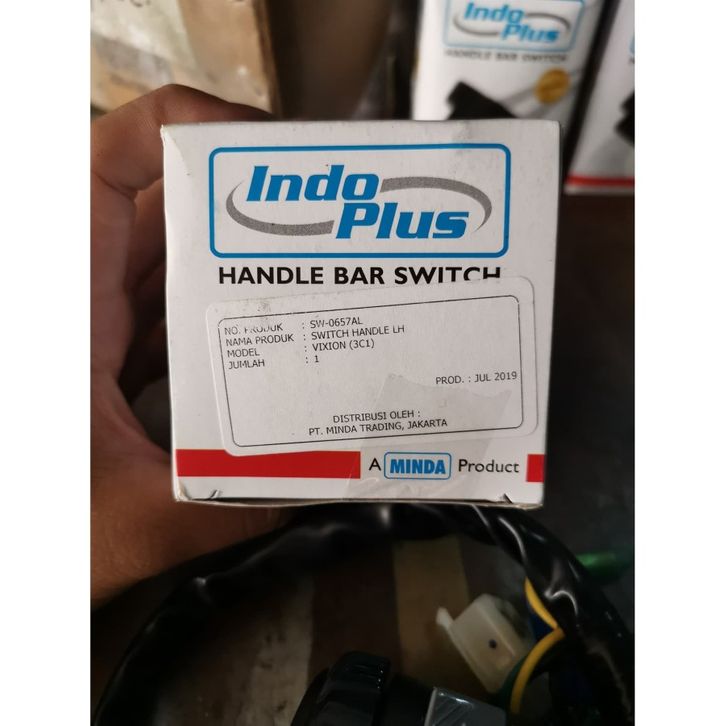 Indo
Plus
HANDLE BAR SWITCH
Indo
Plus
HANDLE BAR SWITCH
NO. PRODUK : SW-0657AL
NAMA PRODUK : SWITCH HANDLE LH
MODEL : VIXION (3C1)
JUMLAH : 1
PROD. : JUL 2019
DISTRIBUSI OLEH :
PT. MINDA TRADING, JAKARTA
A MINDA Product